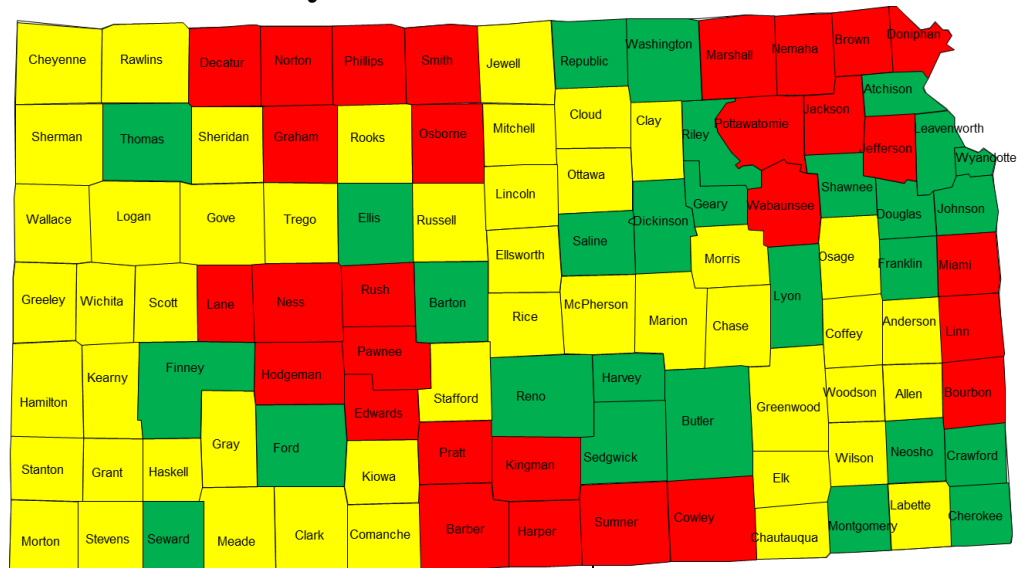 Cheyenne
Rawlins
Decatur
Norton
Phillips
Smith
Jewell
Republic
Washington
Marshall
Nemaha
Brown
Doniphan
Sherman
Thomas
Sheridan
Graham
Rooks
Osborne
Mitchell
Cloud
Clay
Riley
Pottawatomie
Jackson
Atchison
Jefferson
Leavenworth
Wyandotte
Wallace
Logan
Gove
Trego
Ellis
Russell
Lincoln
Ottawa
Saline
Dickinson
Geary
Wabaunsee
Shawnee
Douglas
Johnson
Greeley
Wichita
Scott
Lane
Ness
Rush
Barton
Ellsworth
Rice
McPherson
Marion
Morris
Chase
Lyon
Osage
Franklin
Miami
Coffey
Anderson
Linn
Hamilton
Kearny
Finney
Hodgeman
Pawnee
Edwards
Stafford
Reno
Harvey
Butler
Greenwood
Woodson
Allen
Bourbon
Stanton
Grant
Haskell
Gray
Ford
Kiowa
Pratt
Kingman
Sedgwick
Elk
Wilson
Neosho
Crawford
Morton
Stevens
Seward
Meade
Clark
Comanche
Barber
Harper
Sumner
Cowley
Chautauqua
Montgomery
Labette
Cherokee